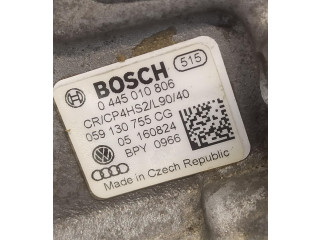 BOSCH 515
0 445 010 806
CR/CP4HS2/L90/40
059 130 755 CG
05 160824
BPY 0966
Made in Czech Republic